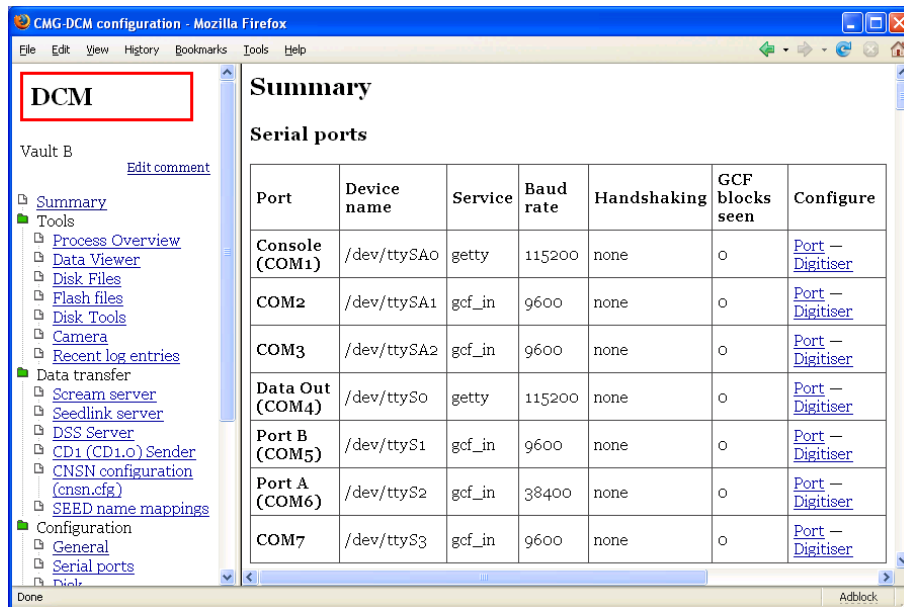 CMG-DCM configuration - Mozilla Firefox
File Edit View History Bookmarks Tools Help
DCM
Vault B
Edit comment
Summary
Tools
Process Overview
Data Viewer
Disk Files
Flash files
Disk Tools
Camera
Recent log entries
Data transfer
Scream server
Seedlink server
DSS Server
CD1 (CD1.0) Sender
CNSN configuration
(cnsn.cfg)
SEED name mappings
Configuration
General
Serial ports
Disk
Summary
Serial ports
Port Device name Service Baud rate Handshaking GCF blocks seen Configure
Console (COM1) /dev/ttySA0 getty 115200 none 0 Port — Digitiser
COM2 /dev/ttySA1 gcf_in 9600 none 0 Port — Digitiser
COM3 /dev/ttySA2 gcf_in 9600 none 0 Port — Digitiser
Data Out (COM4) /dev/ttyS0 getty 115200 none 0 Port — Digitiser
Port B (COM5) /dev/ttyS1 gcf_in 9600 none 0 Port — Digitiser
Port A (COM6) /dev/ttyS2 gcf_in 38400 none 0 Port — Digitiser
COM7 /dev/ttyS3 gcf_in 9600 none 0 Port — Digitiser
Done
Adblock